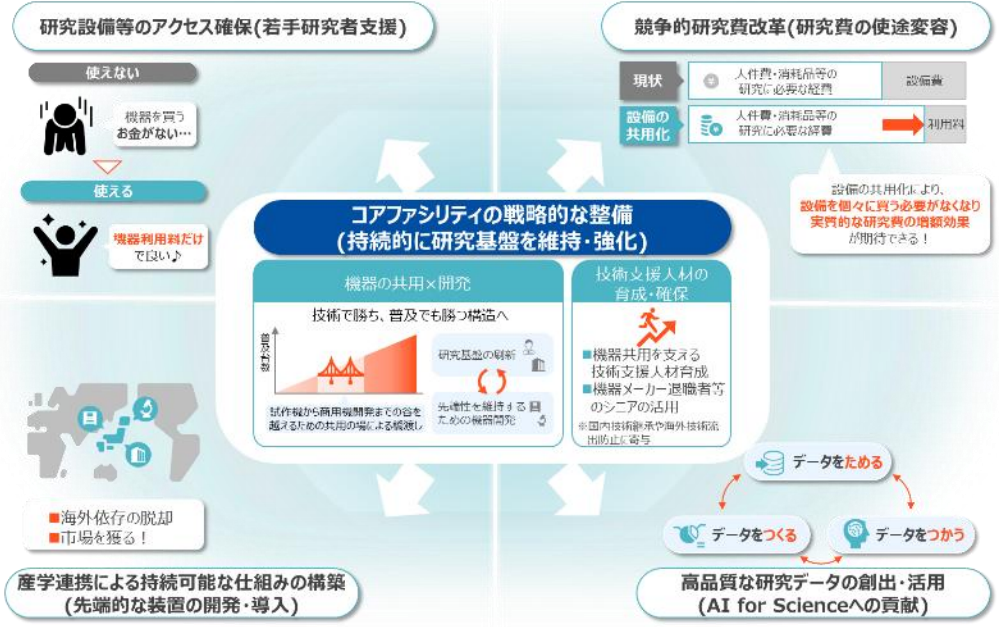 研究設備等のアクセス確保(若手研究者支援)
使えない
機器を買う
お金がない…
使える
機器利用料だけ
で良い♪
競争的研究費改革(研究費の使途変容)
現状
人件費・消耗品等の
研究に必要な経費
設備費
設備の
共用化
人件費・消耗品等の
研究に必要な経費
利用料
設備の共用化により、
設備を個々に買う必要がなくなり
実質的な研究費の増額効果
が期待できる！
コアファシリティの戦略的な整備
(持続的に研究基盤を維持・強化)
機器の共用×開発
技術で勝ち、普及でも勝つ構造へ
試作機から商用機開発までの谷を
越えるための共用の場による橋渡し
研究基盤の刷新
先端性を維持する
ための機器開発
技術支援人材の
育成・確保
■機器共用を支える
技術支援人材育成
■機器メーカー退職者等
のシニアの活用
※国内技術継承や海外技術流
出防止に寄与
■海外依存の脱却
■市場を獲る！
産学連携による持続可能な仕組みの構築
(先端的な装置の開発・導入)
データをためる
データをつくる
データをつかう
高品質な研究データの創出・活用
(AI for Scienceへの貢献)